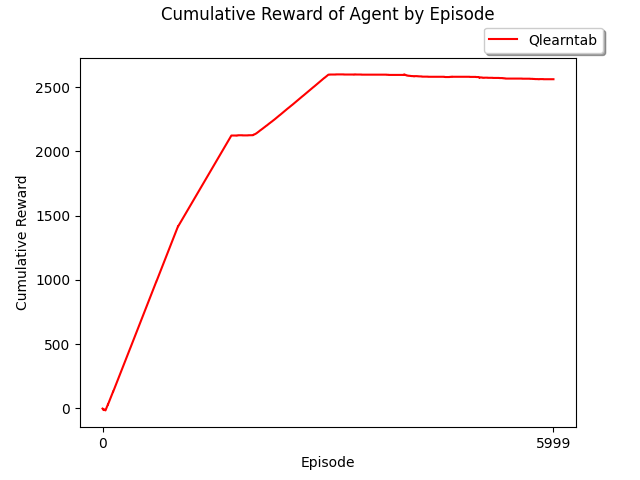 Cumulative Reward of Agent by Episode
Qlearntab
2500
2000
1500
1000
500
0
Cumulative Reward
0 5999
Episode